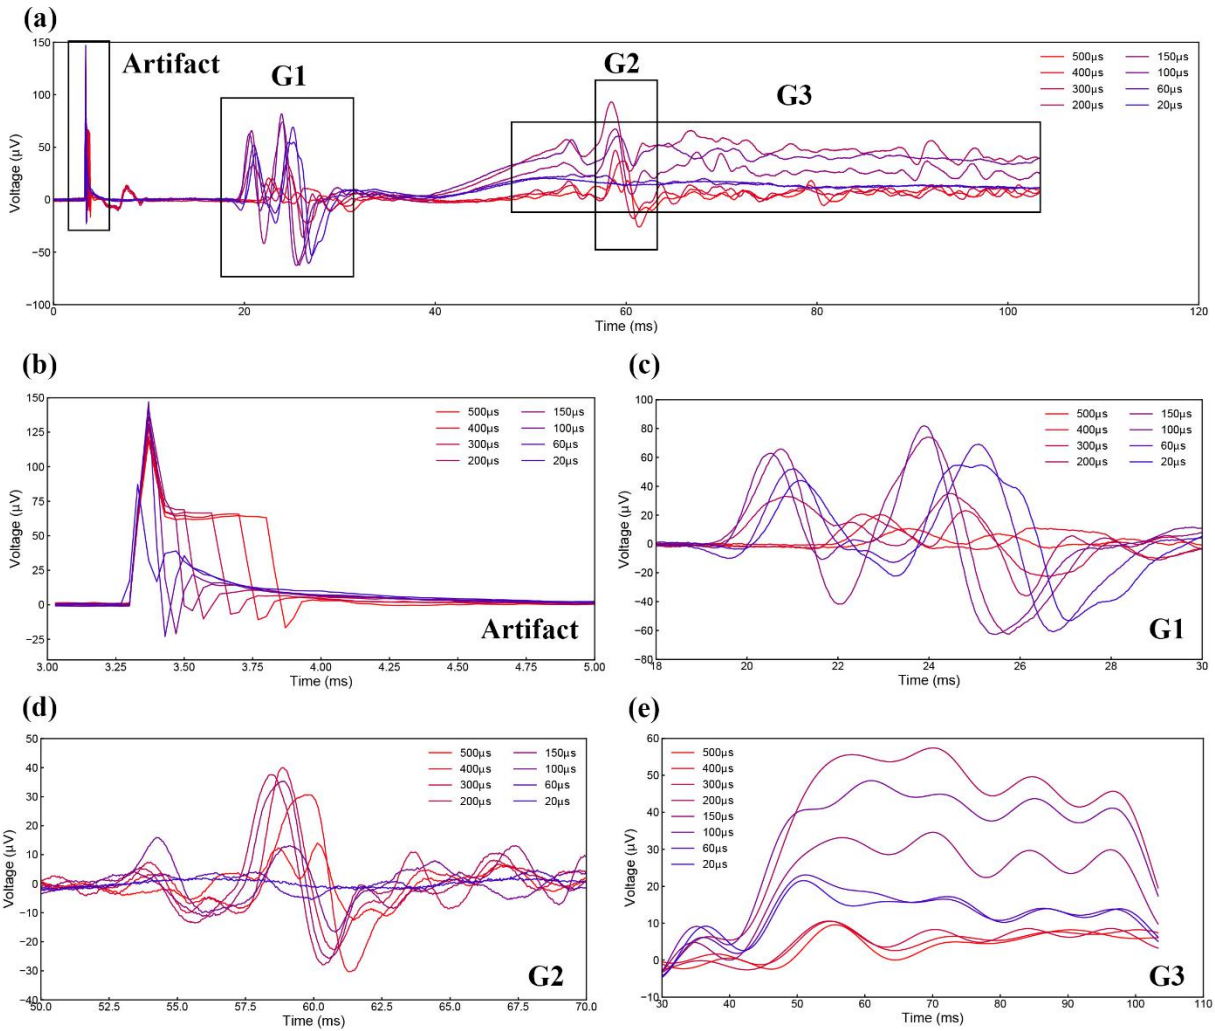 (a)
Artifact
G1
G2
G3
500μs 150μs
400μs 100μs
300μs 60μs
200μs 20μs
150
100
50
0
−50
−100
Voltage (μV)
0 20 40 60 80 100 120
Time (ms)
(b)
150
125
100
75
50
25
0
−25
Voltage (μV)
500μs 150μs
400μs 100μs
300μs 60μs
200μs 20μs
Artifact
3.00 3.25 3.50 3.75 4.00 4.25 4.50 4.75 5.00
Time (ms)
(c)
100
80
60
40
20
0
−20
−40
−60
−80
Voltage (μV)
500μs 150μs
400μs 100μs
300μs 60μs
200μs 20μs
G1
18 20 22 24 26 28 30
Time (ms)
(d)
50
40
30
20
10
0
−10
−20
−30
−40
Voltage (μV)
500μs 150μs
400μs 100μs
300μs 60μs
200μs 20μs
G2
50.0 52.5 55.0 57.5 60.0 62.5 65.0 67.5 70.0
Time (ms)
(e)
60
50
40
30
20
10
0
−10
Voltage (μV)
500μs
400μs
300μs
200μs
150μs
100μs
60μs
20μs
G3
30 40 50 60 70 80 90 100 110
Time (ms)